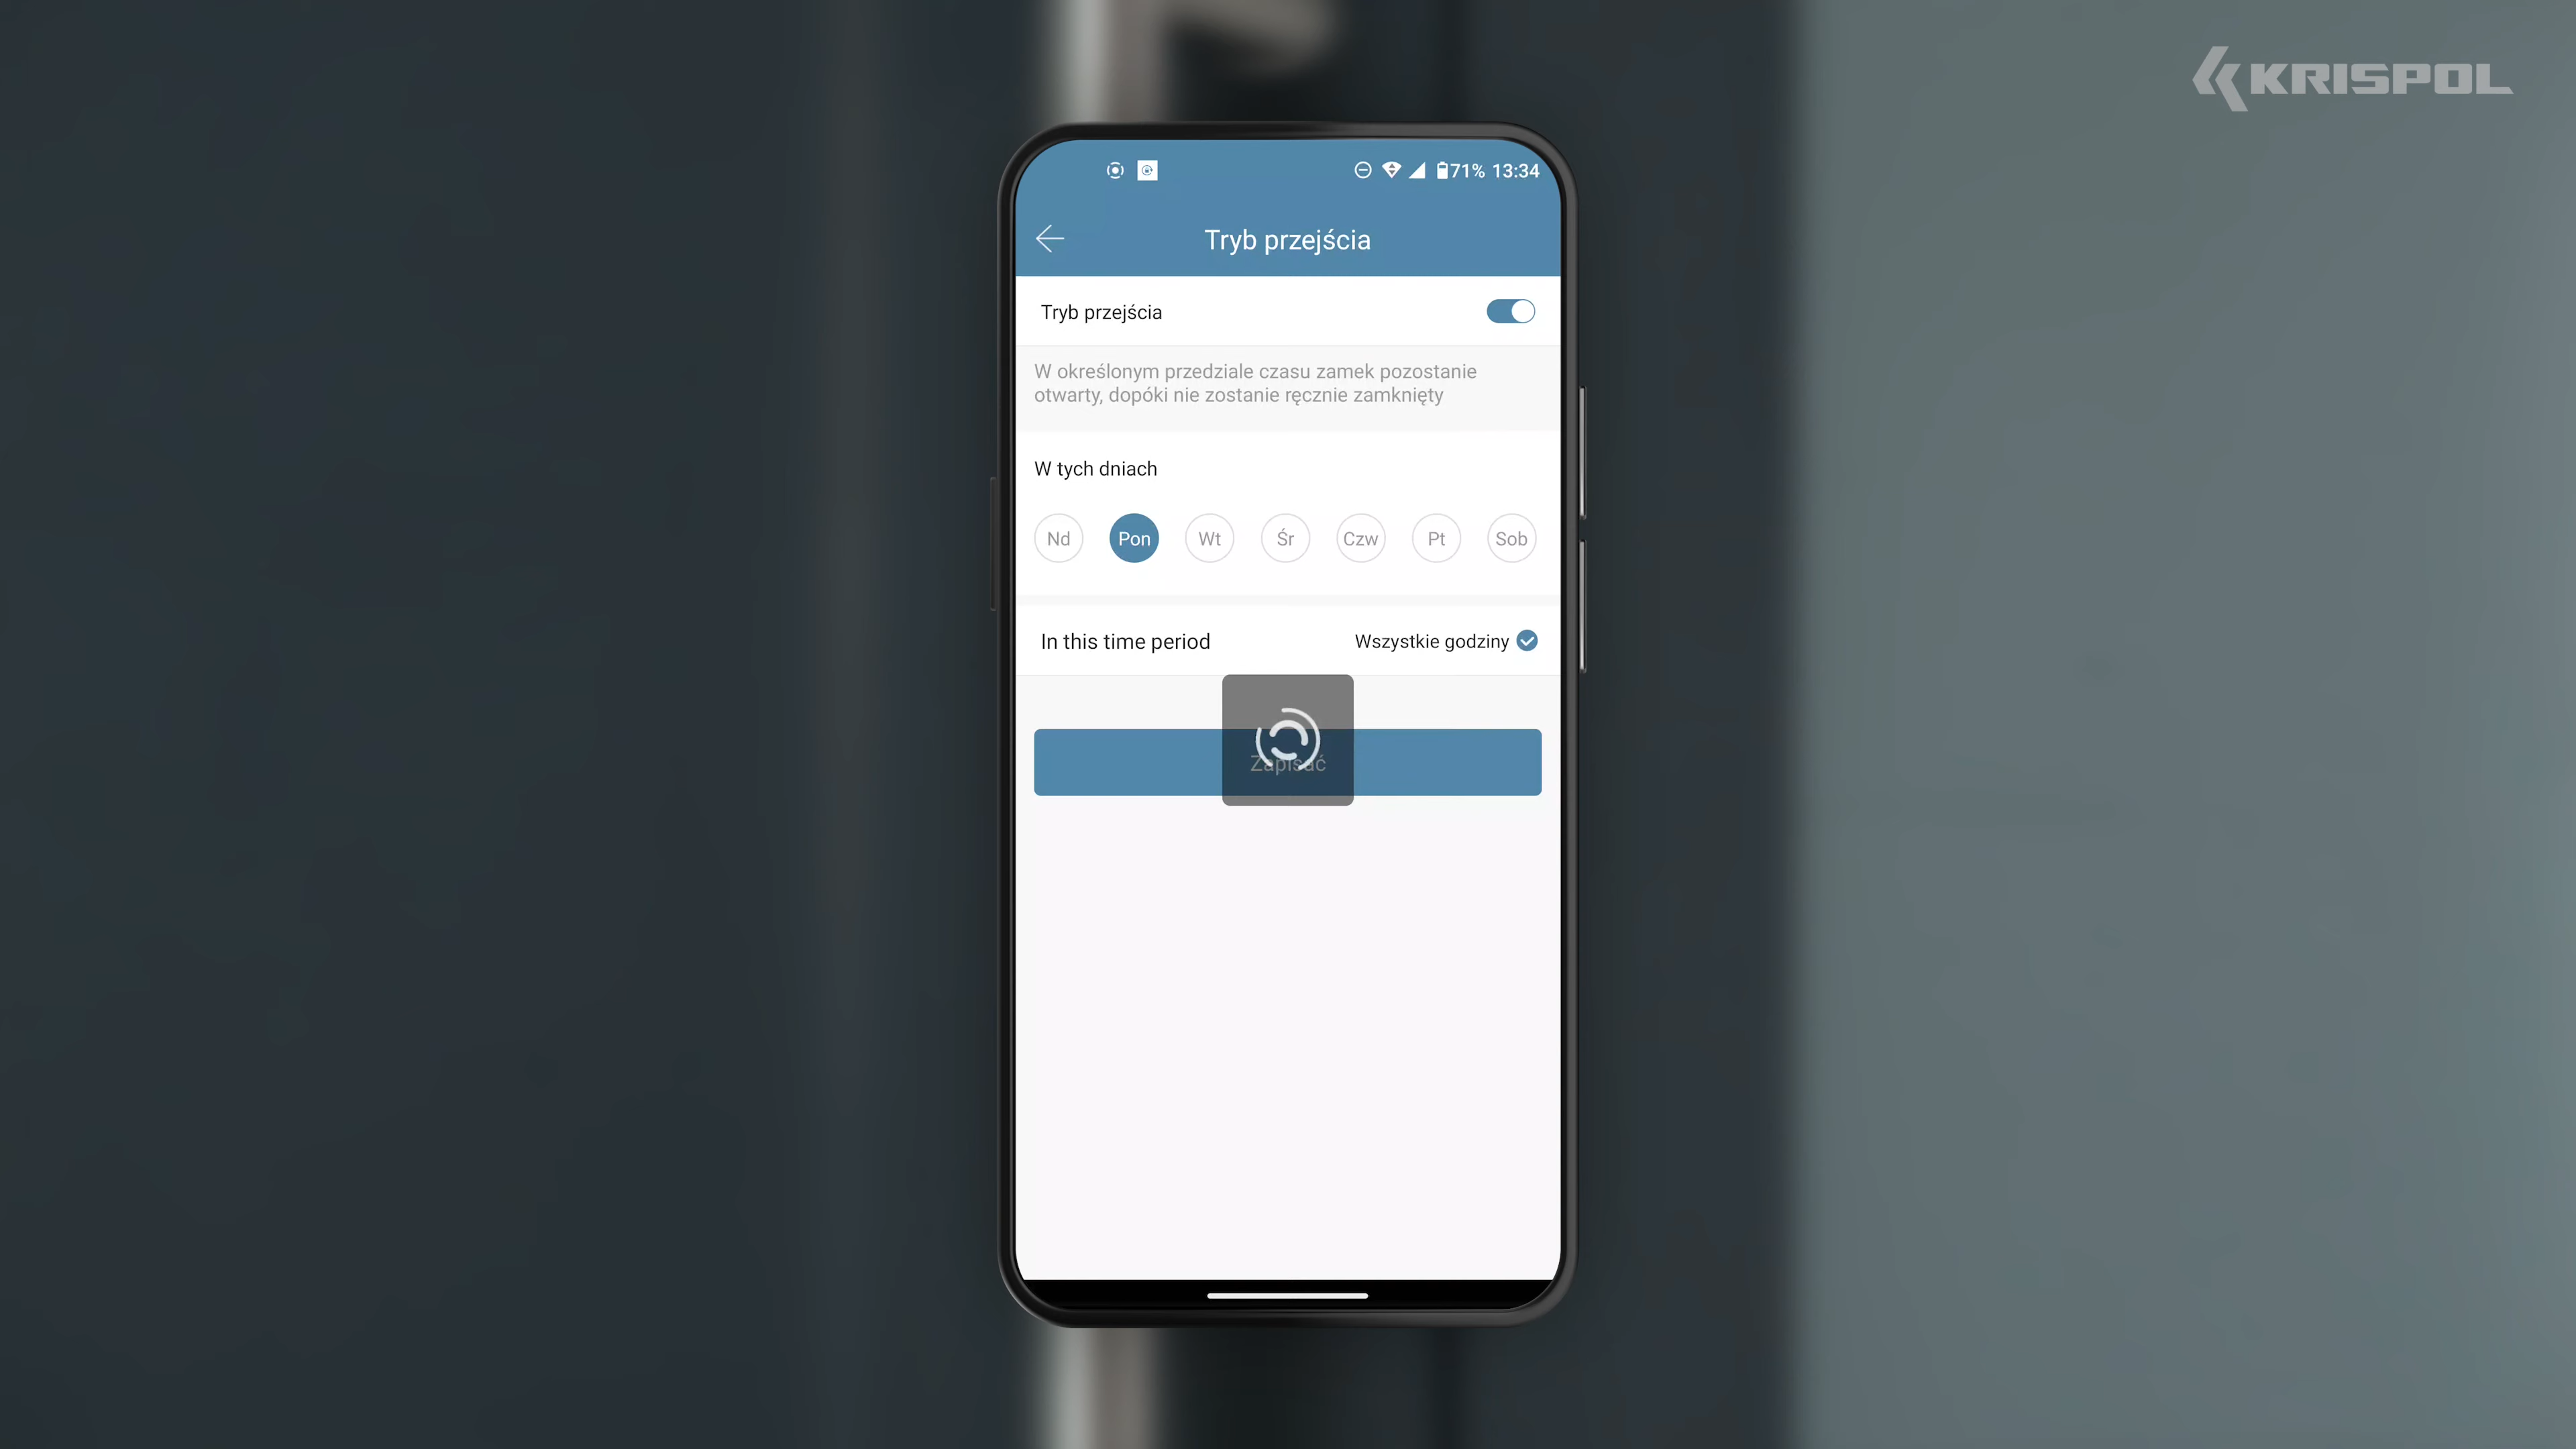 KRISPOL
71% 13:34
Tryb przejścia
Tryb przejścia
W określonym przedziale czasu zamek pozostanie
otwarty, dopóki nie zostanie ręcznie zamknięty
W tych dniach
Nd Pon Wt Śr Czw Pt Sob
In this time period Wszystkie godziny
Zapisać